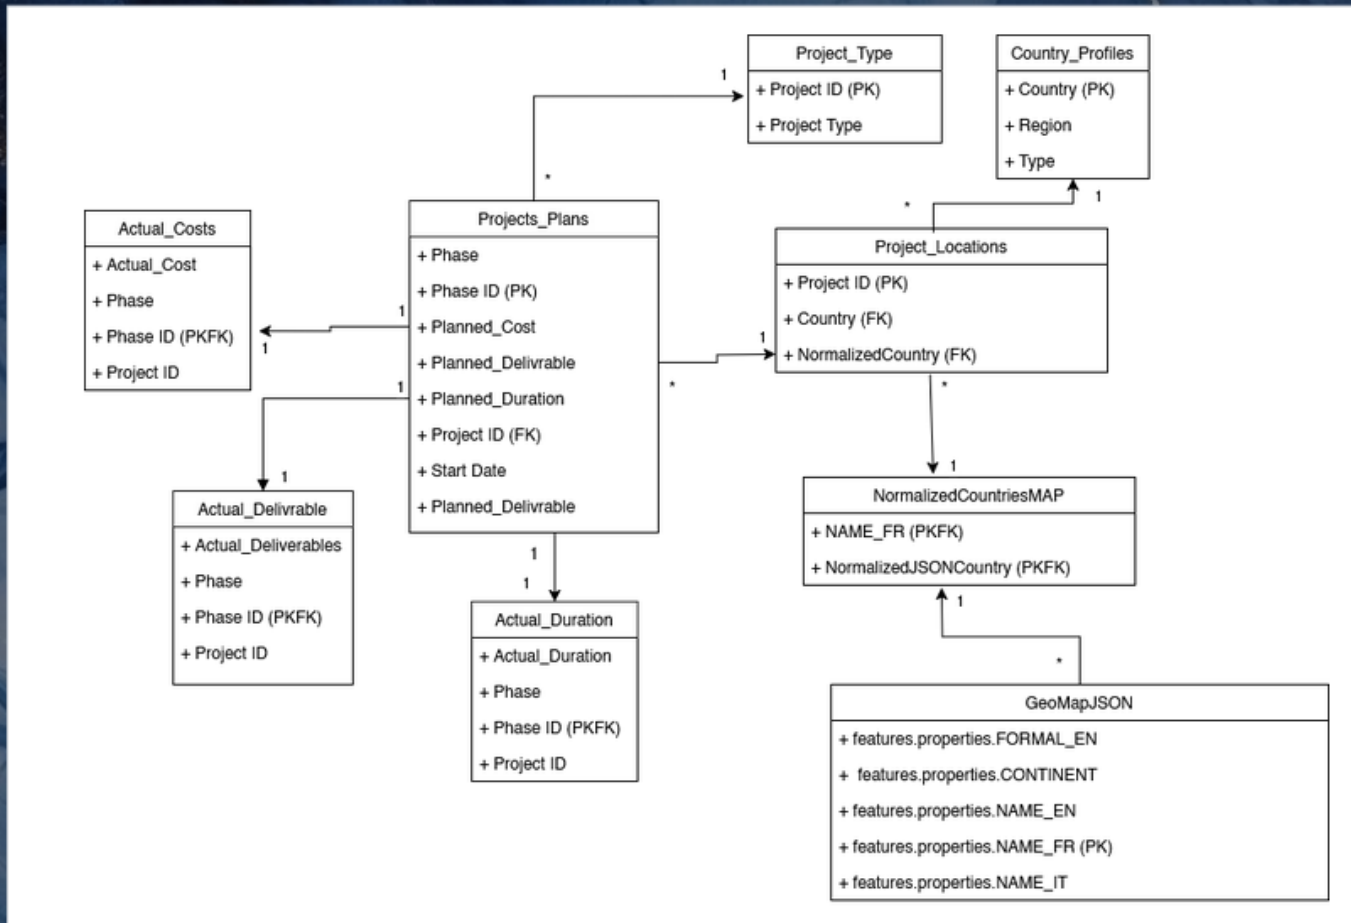 Project_Type
+ Project ID (PK)
+ Project Type
Country_Profiles
+ Country (PK)
+ Region
+ Type
1
*
*
1
Actual_Costs
+ Actual_Cost
+ Phase
+ Phase ID (PKFK)
+ Project ID
Projects_Plans
+ Phase
+ Phase ID (PK)
+ Planned_Cost
+ Planned_Delivrable
+ Planned_Duration
+ Project ID (FK)
+ Start Date
+ Planned_Delivrable
Project_Locations
+ Project ID (PK)
+ Country (FK)
+ NormalizedCountry (FK)
1
1
1
1
*
1
*
1
Actual_Delivrable
+ Actual_Deliverables
+ Phase
+ Phase ID (PKFK)
+ Project ID
1
1
Actual_Duration
+ Actual_Duration
+ Phase
+ Phase ID (PKFK)
+ Project ID
NormalizedCountriesMAP
+ NAME_FR (PKFK)
+ NormalizedJSONCountry (PKFK)
1
*
GeoMapJSON
+ features.properties.FORMAL_EN
+ features.properties.CONTINENT
+ features.properties.NAME_EN
+ features.properties.NAME_FR (PK)
+ features.properties.NAME_IT